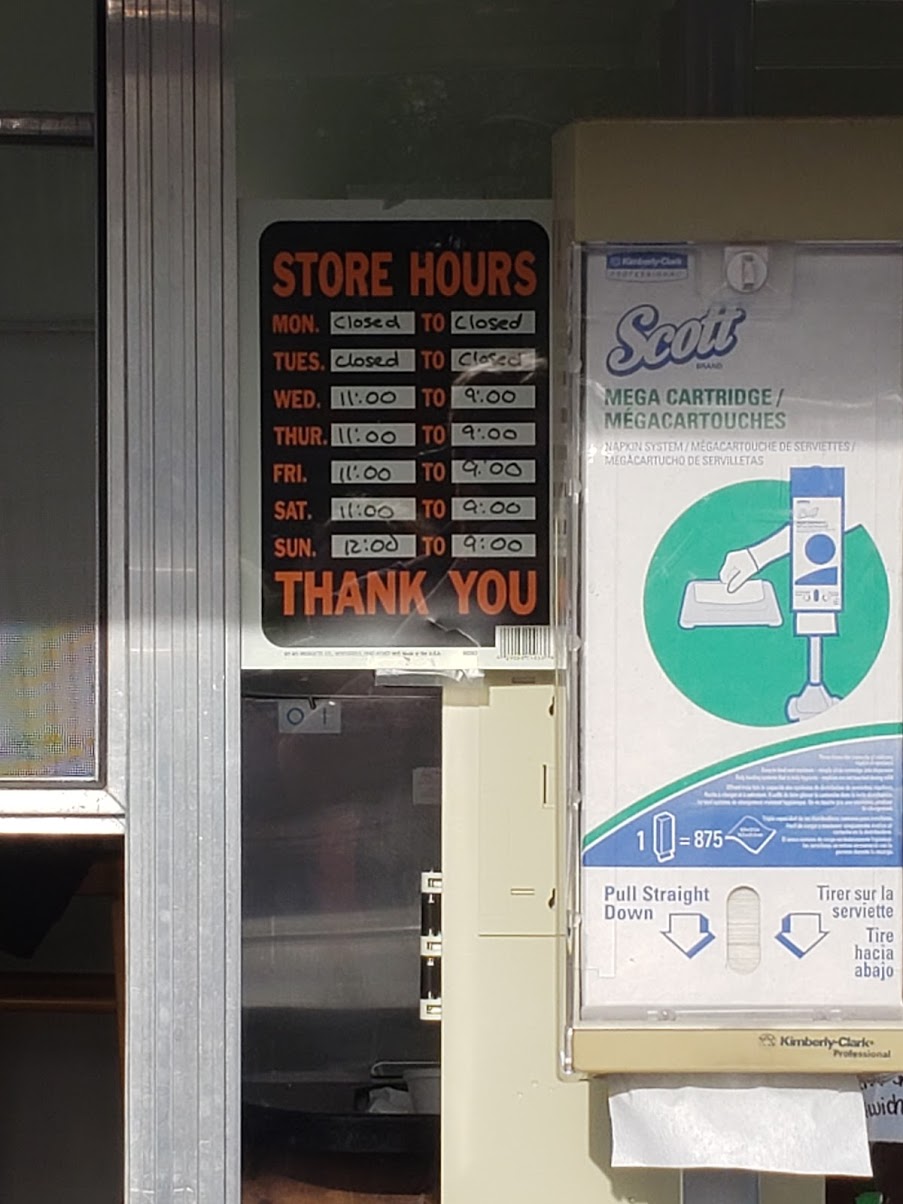 STORE HOURS
MON. Closed TO Closed
TUES. Closed TO Closed
WED. 11:00 TO 9:00
THUR. 11:00 TO 9:00
FRI. 11:00 TO 9:00
SAT. 11:00 TO 9:00
SUN. 12:00 TO 9:00
THANK YOU
Kimberly-Clark
PROFESSIONAL
Scott
BRAND
MEGA CARTRIDGE /
MÉGACARTOUCHES
NAPKIN SYSTEM / MÉGACARTOUCHE DE SERVIETTES /
MEGACARTUCHO DE SERVILLETAS
1 = 875
Pull Straight
Down
Tirer sur la
serviette
Tire
hacia
abajo
Kimberly-Clark
Professional